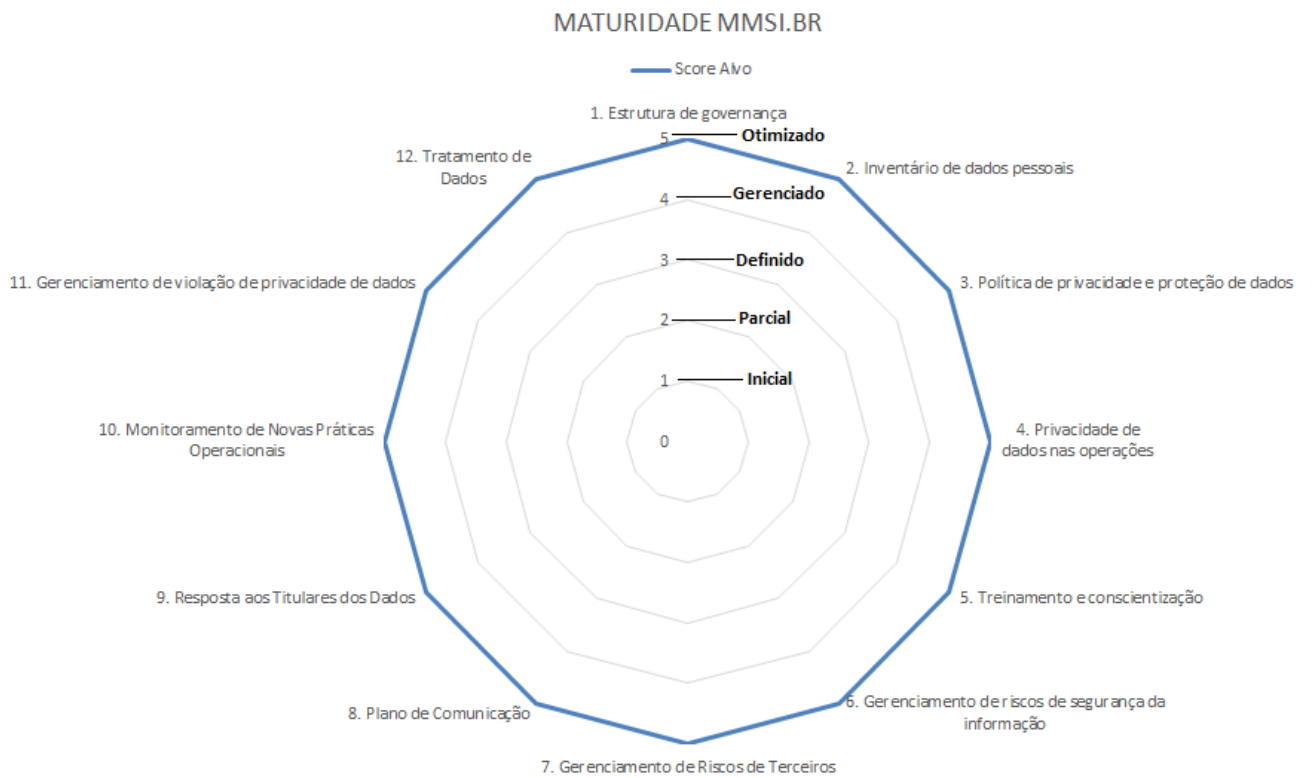 MATURIDADE MMSI.BR
Score Alvo
1. Estrutura de governança
5
Otimizado
12. Tratamento de
Dados
2. Inventário de dados pessoais
4
Gerenciado
3
Definido
11. Gerenciamento de violação de privacidade de dados
3. Política de privacidade e proteção de dados
2
Parcial
1
Inicial
10. Monitoramento de Novas Práticas
Operacionais
0
4. Privacidade de
dados nas operações
9. Resposta aos Titulares dos Dados
5. Treinamento e conscientização
8. Plano de Comunicação
6. Gerenciamento de riscos de segurança da
informação
7. Gerenciamento de Riscos de Terceiros